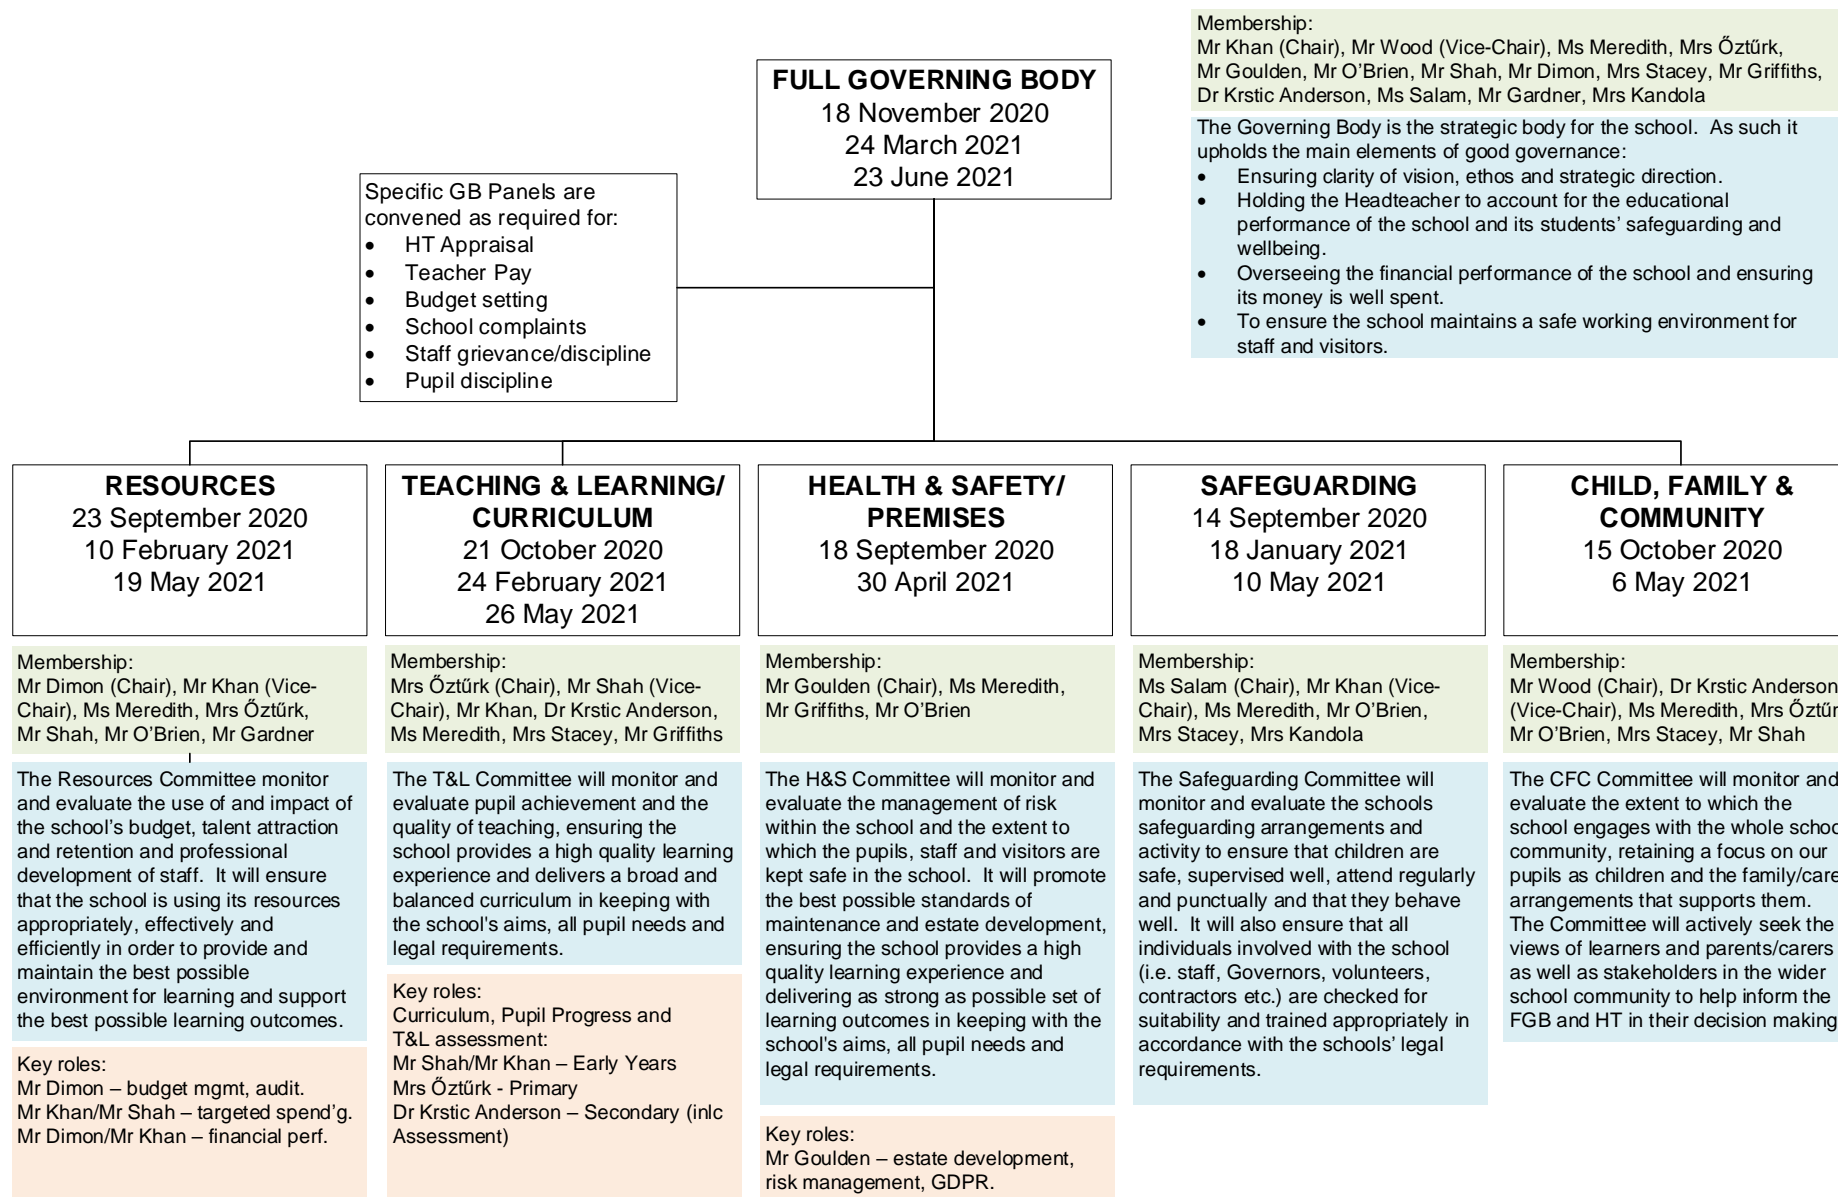 Membership:
Mr Khan (Chair), Mr Wood (Vice-Chair), Ms Meredith, Mrs Őztűrk,
Mr Goulden, Mr O’Brien, Mr Shah, Mr Dimon, Mrs Stacey, Mr Griffiths,
Dr Krstic Anderson, Ms Salam, Mr Gardner, Mrs Kandola
The Governing Body is the strategic body for the school.  As such it
upholds the main elements of good governance:
• Ensuring clarity of vision, ethos and strategic direction.
• Holding the Headteacher to account for the educational
performance of the school and its students’ safeguarding and
wellbeing.
• Overseeing the financial performance of the school and ensuring
its money is well spent.
• To ensure the school maintains a safe working environment for
staff and visitors.
FULL GOVERNING BODY
18 November 2020
24 March 2021
23 June 2021
Specific GB Panels are
convened as required for:
• HT Appraisal
• Teacher Pay
• Budget setting
• School complaints
• Staff grievance/discipline
• Pupil discipline
RESOURCES
23 September 2020
10 February 2021
19 May 2021
Membership:
Mr Dimon (Chair), Mr Khan (Vice-
Chair), Ms Meredith, Mrs Őztűrk,
Mr Shah, Mr O’Brien, Mr Gardner
The Resources Committee monitor
and evaluate the use of and impact of
the school’s budget, talent attraction
and retention and professional
development of staff.  It will ensure
that the school is using its resources
appropriately, effectively and
efficiently in order to provide and
maintain the best possible
environment for learning and support
the best possible learning outcomes.
Key roles:
Mr Dimon – budget mgmt, audit.
Mr Khan/Mr Shah – targeted spend’g.
Mr Dimon/Mr Khan – financial perf.
TEACHING & LEARNING/
CURRICULUM
21 October 2020
24 February 2021
26 May 2021
Membership:
Mrs Őztűrk (Chair), Mr Shah (Vice-
Chair), Mr Khan, Dr Krstic Anderson,
Ms Meredith, Mrs Stacey, Mr Griffiths
The T&L Committee will monitor and
evaluate pupil achievement and the
quality of teaching, ensuring the
school provides a high quality learning
experience and delivers a broad and
balanced curriculum in keeping with
the school's aims, all pupil needs and
legal requirements.
Key roles:
Curriculum, Pupil Progress and
T&L assessment:
Mr Shah/Mr Khan – Early Years
Mrs Őztűrk - Primary
Dr Krstic Anderson – Secondary (inlc
Assessment)
HEALTH & SAFETY/
PREMISES
18 September 2020
30 April 2021
Membership:
Mr Goulden (Chair), Ms Meredith,
Mr Griffiths, Mr O’Brien
The H&S Committee will monitor and
evaluate the management of risk
within the school and the extent to
which the pupils, staff and visitors are
kept safe in the school.  It will promote
the best possible standards of
maintenance and estate development,
ensuring the school provides a high
quality learning experience and
delivering as strong as possible set of
learning outcomes in keeping with the
school's aims, all pupil needs and
legal requirements.
Key roles:
Mr Goulden – estate development,
risk management, GDPR.
SAFEGUARDING
14 September 2020
18 January 2021
10 May 2021
Membership:
Ms Salam (Chair), Mr Khan (Vice-
Chair), Ms Meredith, Mr O’Brien,
Mrs Stacey, Mrs Kandola
The Safeguarding Committee will
monitor and evaluate the schools
safeguarding arrangements and
activity to ensure that children are
safe, supervised well, attend regularly
and punctually and that they behave
well.  It will also ensure that all
individuals involved with the school
(i.e. staff, Governors, volunteers,
contractors etc.) are checked for
suitability and trained appropriately in
accordance with the schools’ legal
requirements.
CHILD, FAMILY &
COMMUNITY
15 October 2020
6 May 2021
Membership:
Mr Wood (Chair), Dr Krstic Anderson
(Vice-Chair), Ms Meredith, Mrs
Mr O’Brien, Mrs Stacey, Mr Shah
The CFC Committee will monitor and
evaluate the extent to which the
school engages with the whole
community, retaining a focus on our
pupils as children and the
arrangements that supports them.
The Committee will actively seek the
views of learners and parents/carers
as well as stakeholders in the wider
school community to help inform the
FGB and HT in their decision making